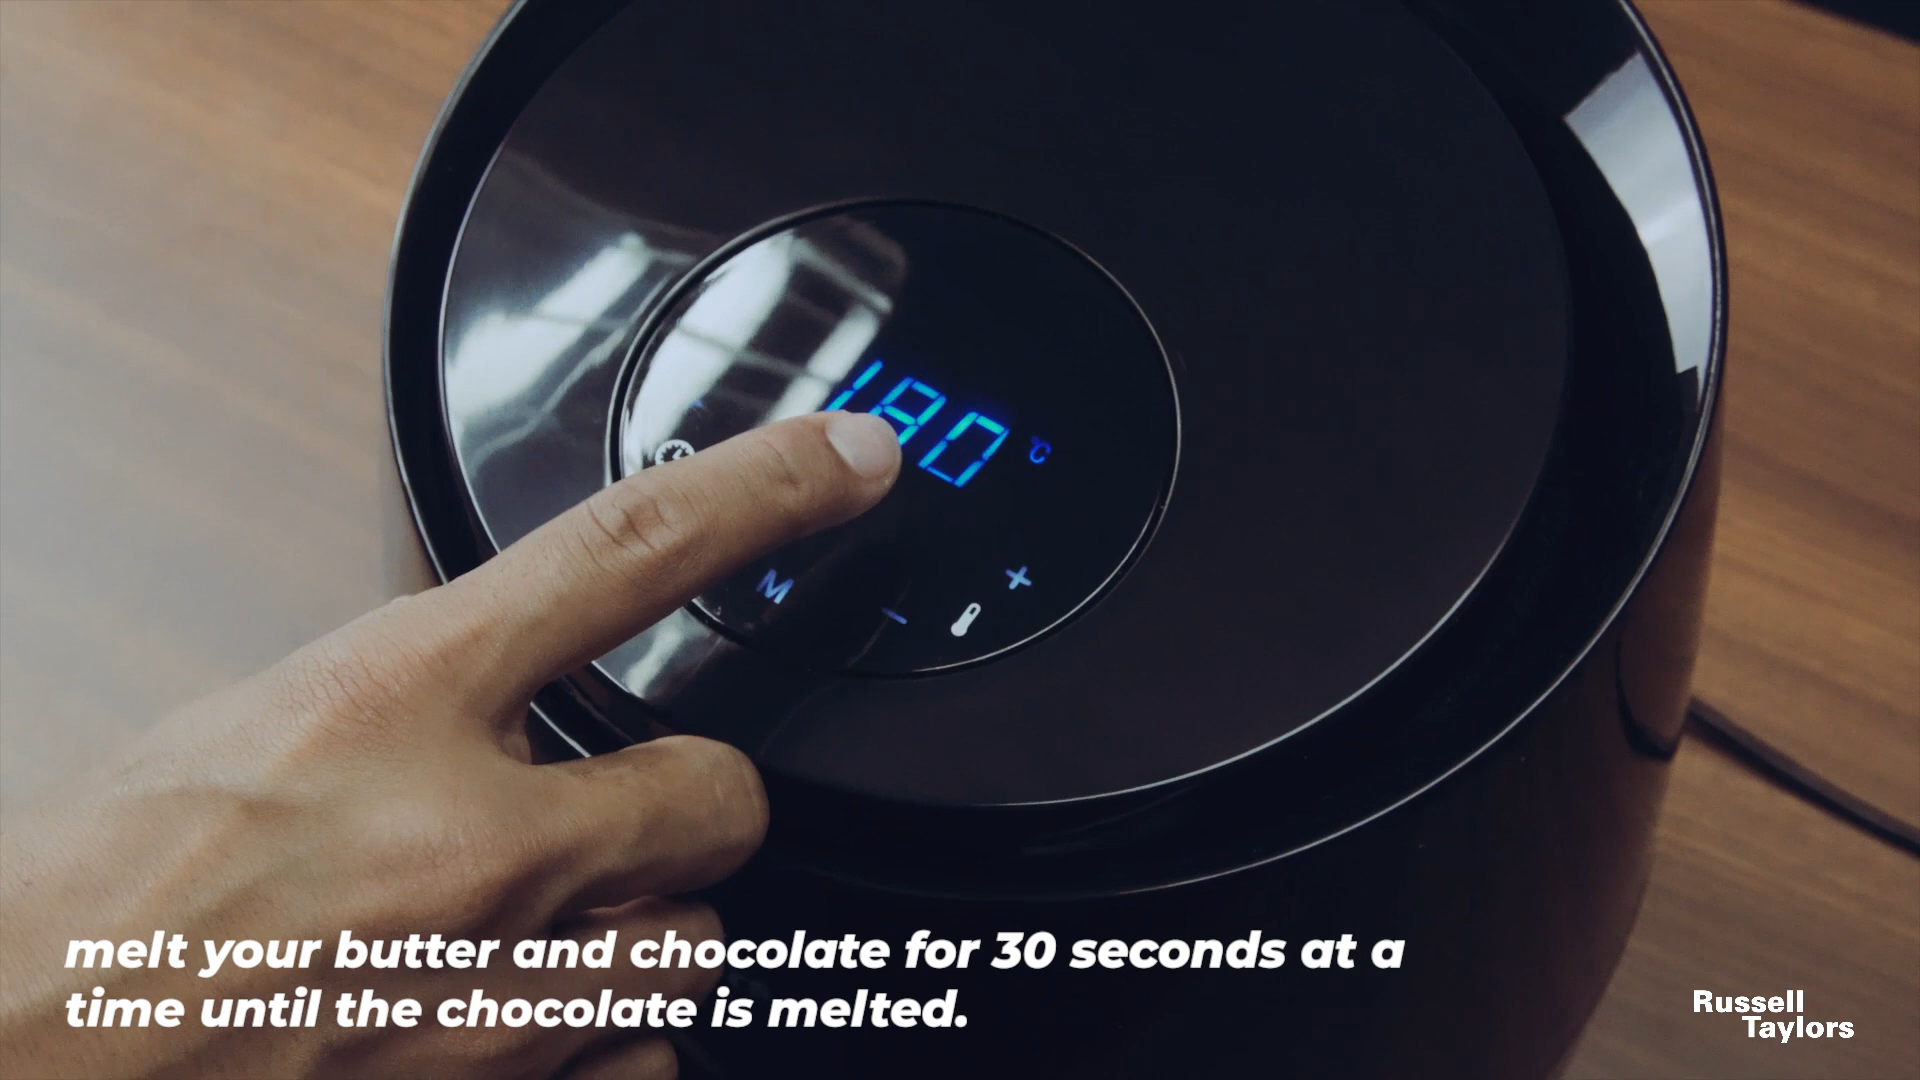 180 °C
M
− +
melt your butter and chocolate for 30 seconds at a
time until the chocolate is melted.
Russell
Taylors